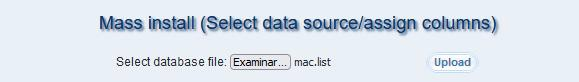 Mass install (Select data source/assign columns)
Select database file: Examinar... mac.list Upload